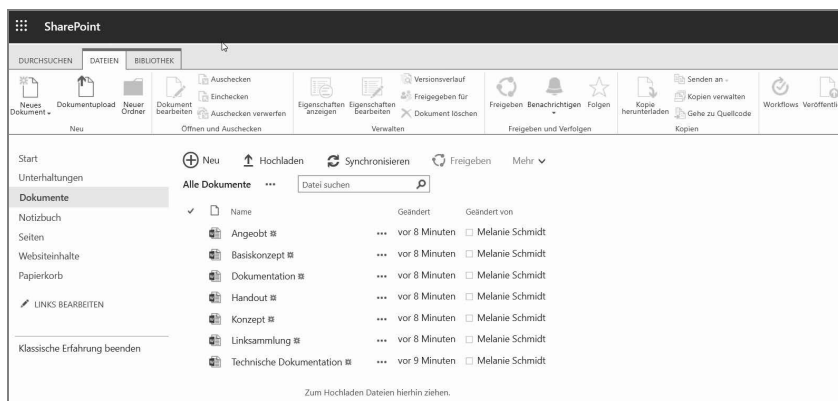 SharePoint
DURCHSUCHEN DATEIEN BIBLIOTHEK
Neues Dokument
Dokumentupload
Neuer Ordner
Neu
Dokument bearbeiten
Auschecken
Einchecken
Auschecken verwerfen
Öffnen und Auschecken
Eigenschaften anzeigen
Eigenschaften bearbeiten
Versionsverlauf
Freigegeben für
Dokument löschen
Verwalten
Freigeben
Benachrichtigen
Folgen
Freigeben und Verfolgen
Kopie herunterladen
Senden an
Kopien verwalten
Gehe zu Quellcode
Kopien
Workflows
Veröffentli
Start
Unterhaltungen
Dokumente
Notizbuch
Seiten
Websiteinhalte
Papierkorb
LINKS BEARBEITEN
Klassische Erfahrung beenden
Neu Hochladen Synchronisieren Freigeben Mehr
Alle Dokumente ••• Datei suchen
Name Geändert Geändert von
Angeobt ••• vor 8 Minuten Melanie Schmidt
Basiskonzept ••• vor 8 Minuten Melanie Schmidt
Dokumentation ••• vor 8 Minuten Melanie Schmidt
Handout ••• vor 8 Minuten Melanie Schmidt
Konzept ••• vor 8 Minuten Melanie Schmidt
Linksammlung ••• vor 8 Minuten Melanie Schmidt
Technische Dokumentation ••• vor 9 Minuten Melanie Schmidt
Zum Hochladen Dateien hierhin ziehen.